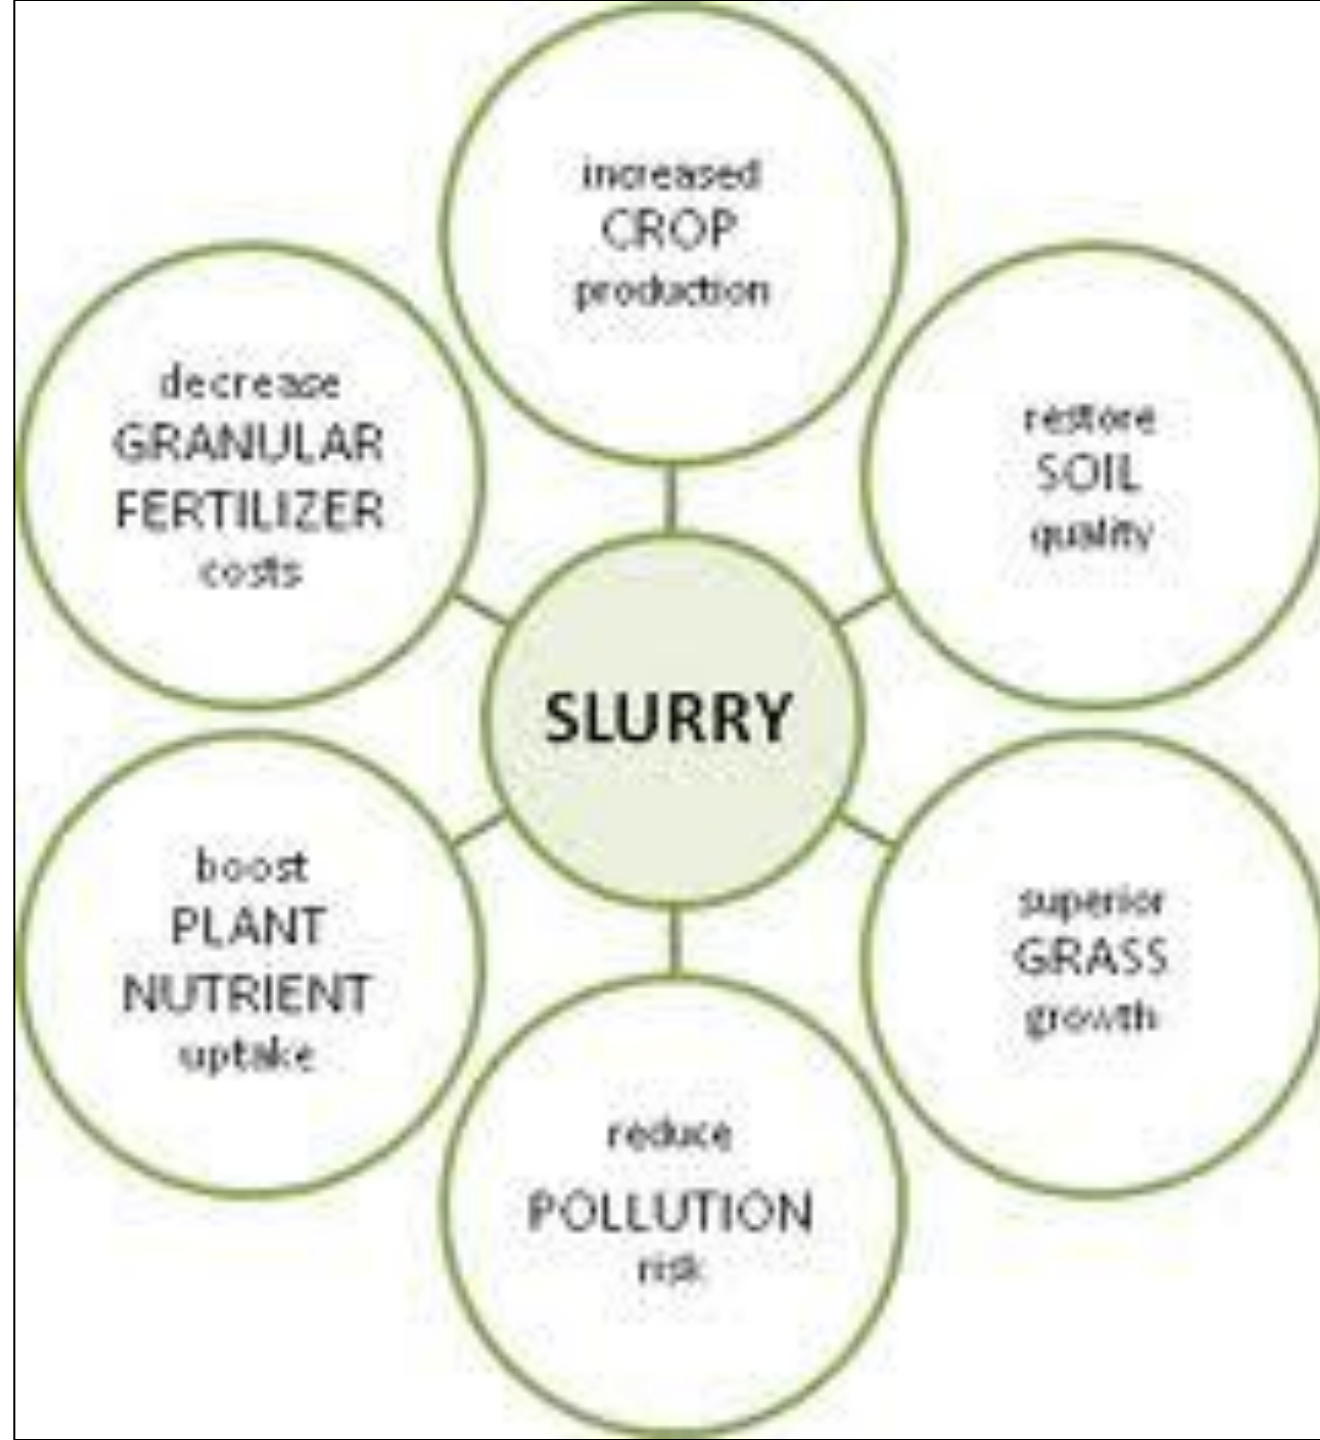 increased
CROP
production
restore
SOIL
quality
superior
GRASS
growth
reduce
POLLUTION
risk
boost
PLANT
NUTRIENT
uptake
decrease
GRANULAR
FERTILIZER
costs
SLURRY